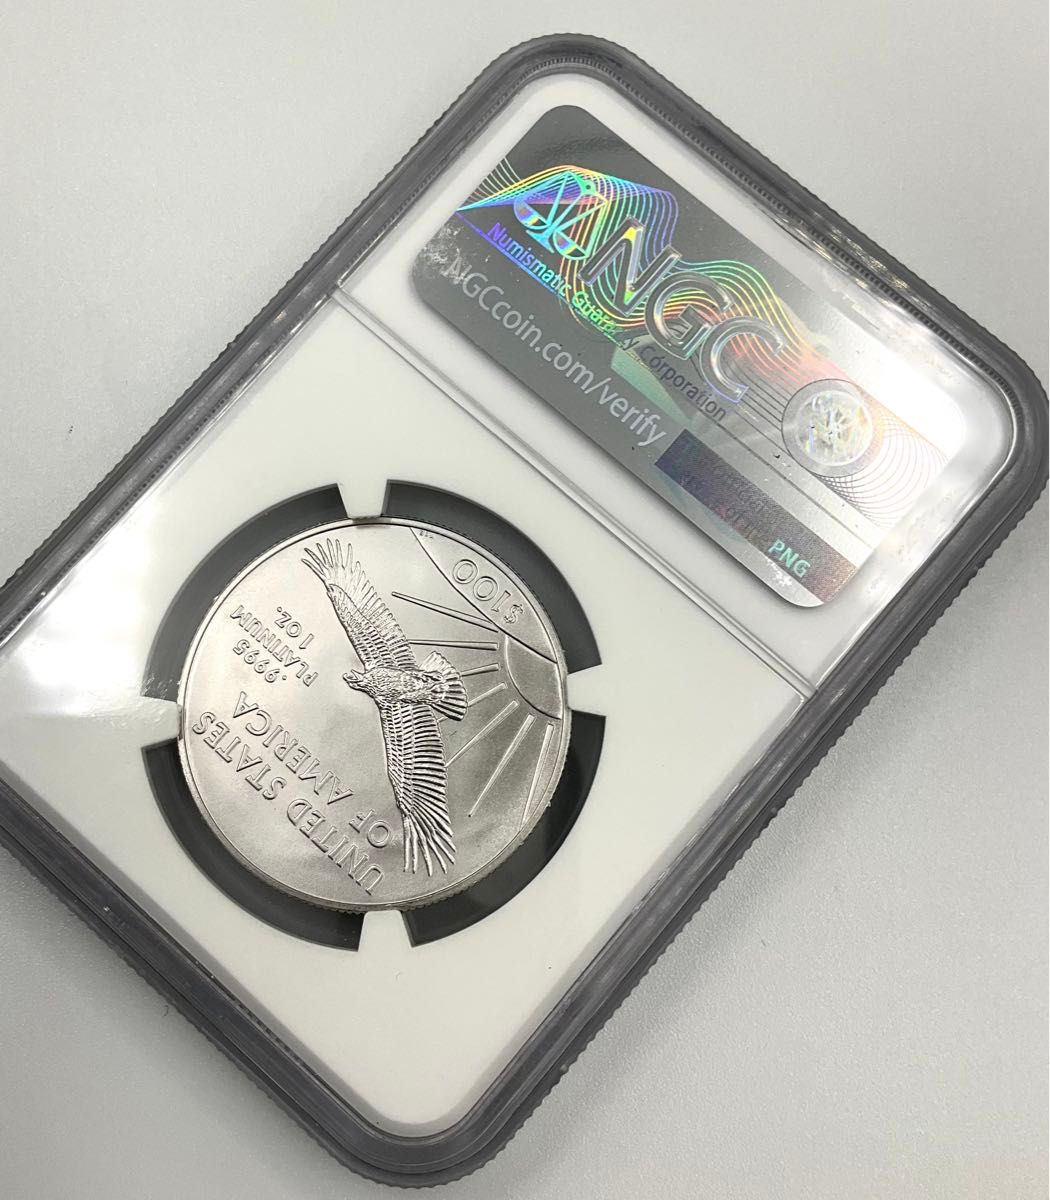 NGC
Numismatic Guaranty Corporation
NGCcoin.com/verify
PNG
$100
.9995
PLATINUM
1 OZ.
UNITED STATES
OF AMERICA